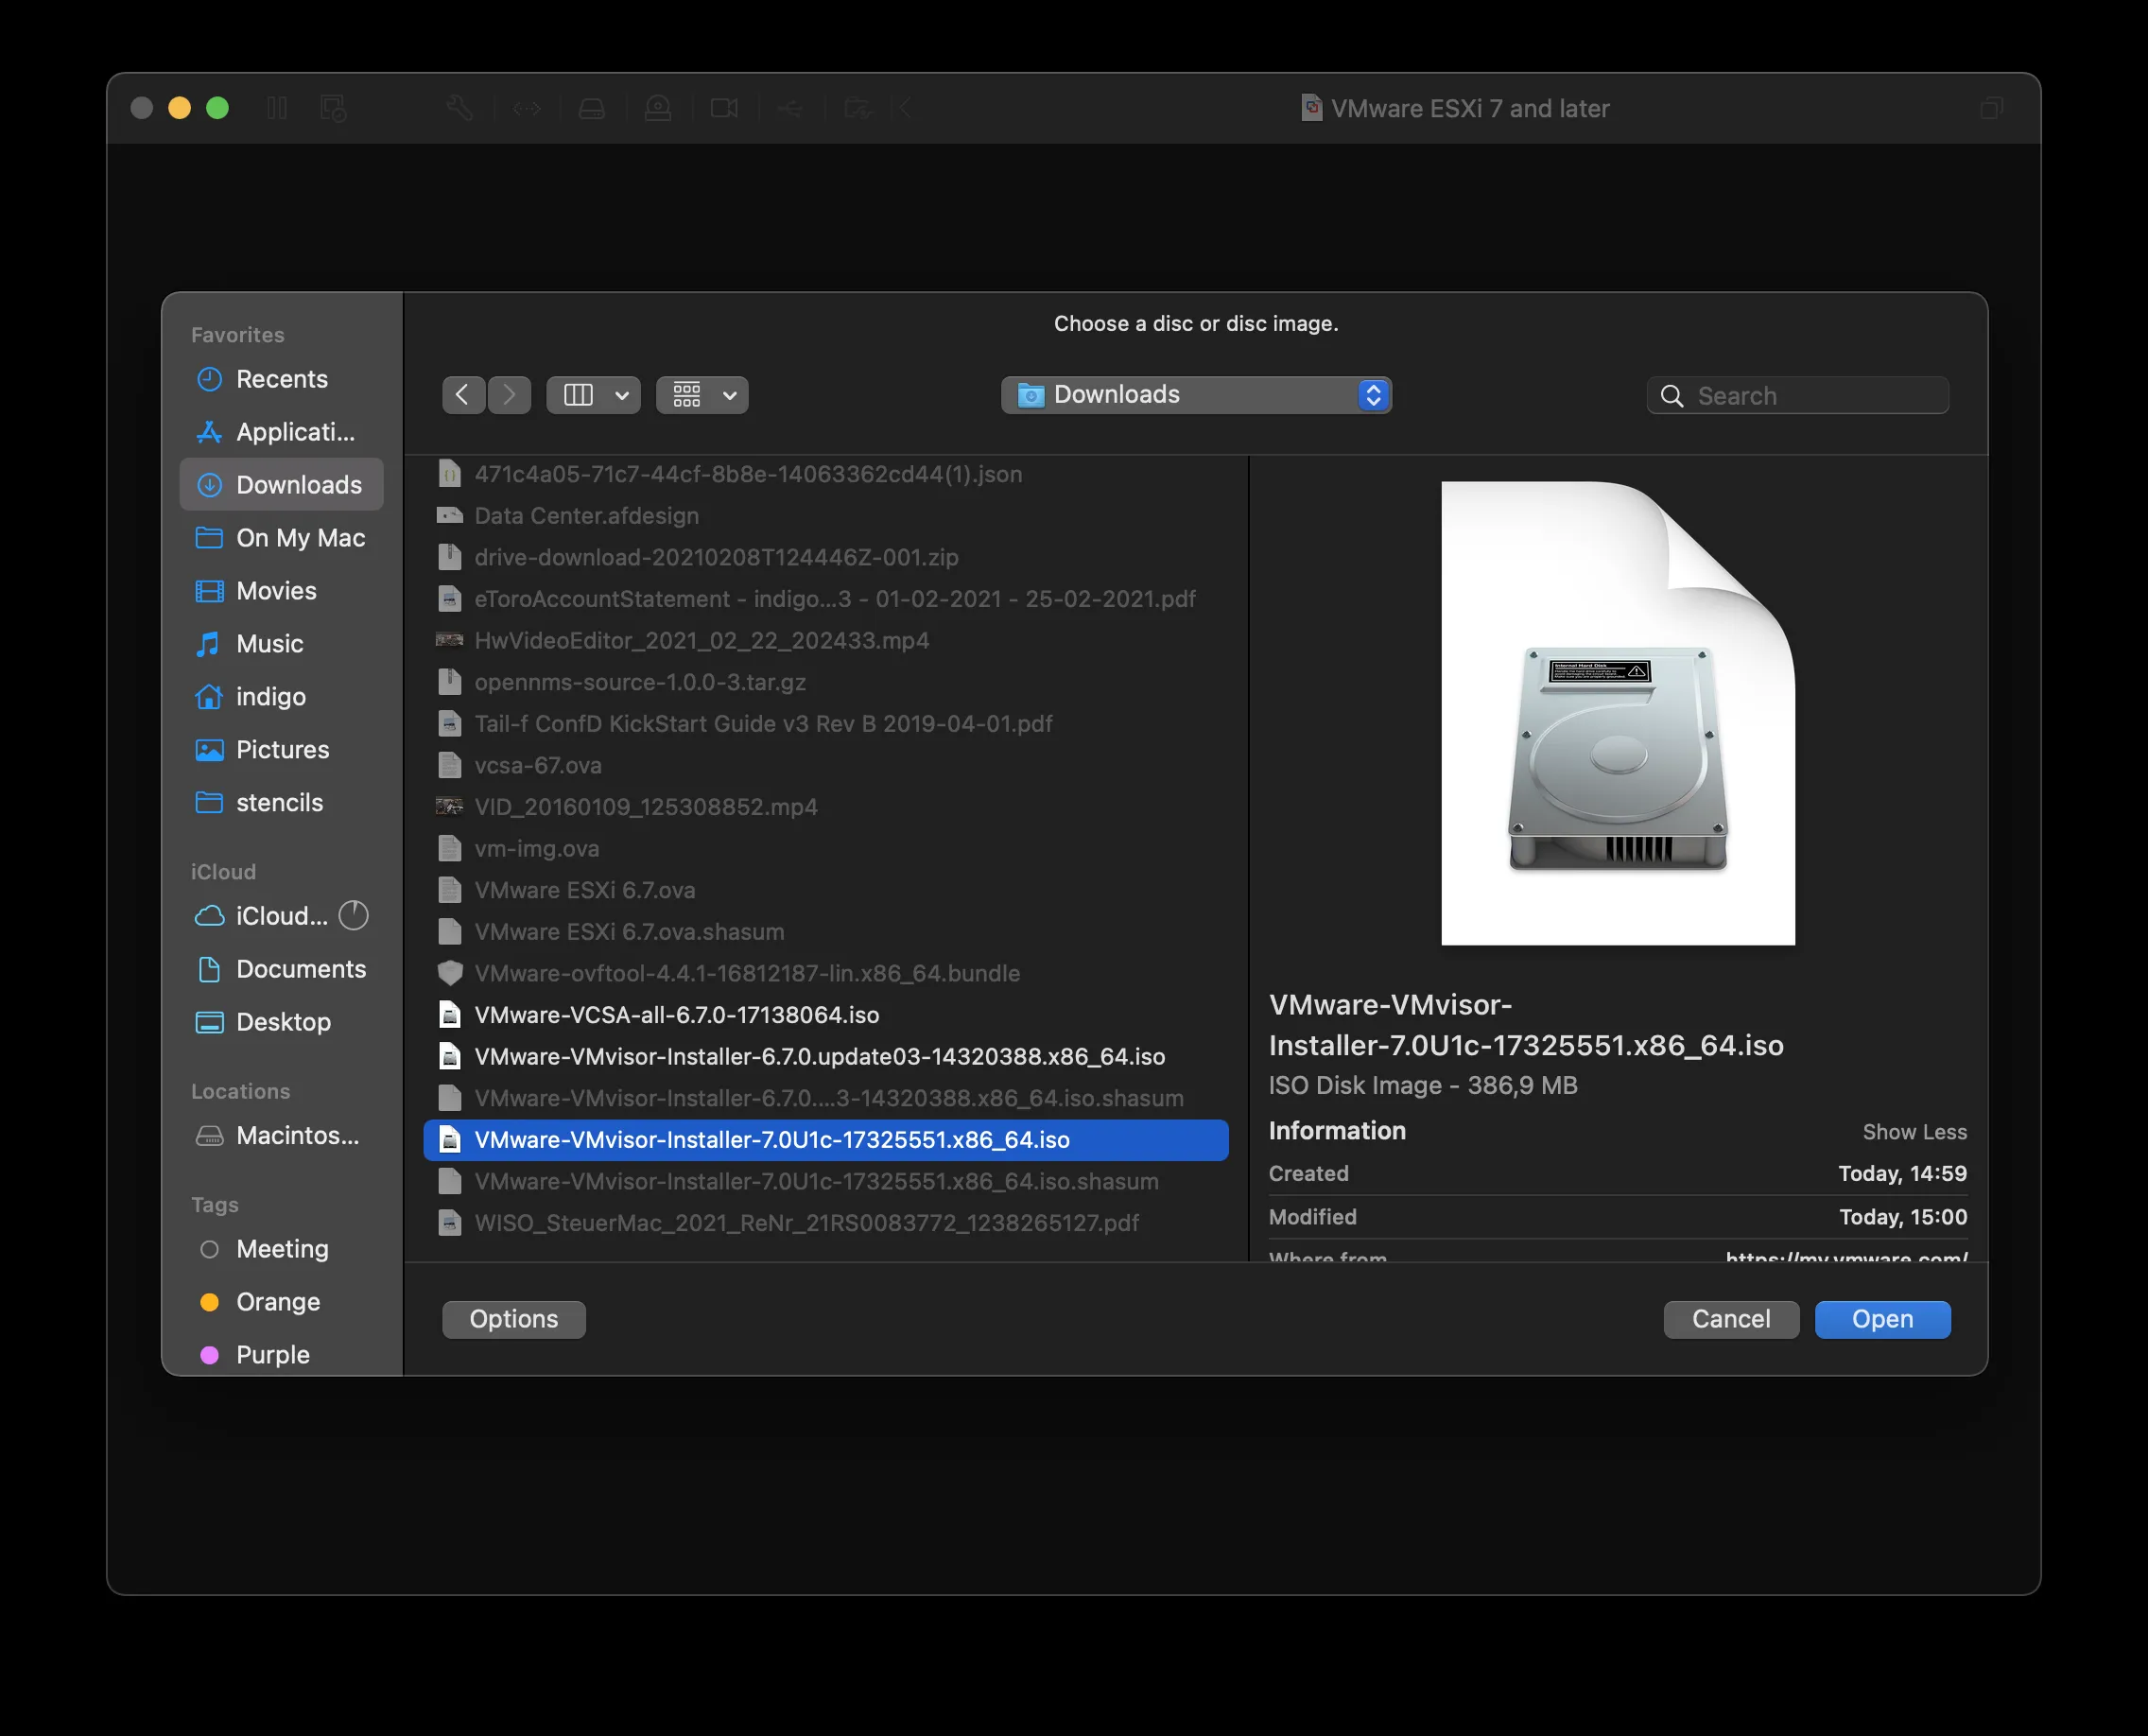 VMware ESXi 7 and later
Choose a disc or disc image.
Favorites
Recents
Applicati...
Downloads
On My Mac
Movies
Music
indigo
Pictures
stencils
iCloud
iCloud...
Documents
Desktop
Locations
Macintos...
Tags
Meeting
Orange
Purple
Downloads
Search
471c4a05-71c7-44cf-8b8e-14063362cd44(1).json
Data Center.afdesign
drive-download-20210208T124446Z-001.zip
eToroAccountStatement - indigo...3 - 01-02-2021 - 25-02-2021.pdf
HwVideoEditor_2021_02_22_202433.mp4
opennms-source-1.0.0-3.tar.gz
Tail-f ConfD KickStart Guide v3 Rev B 2019-04-01.pdf
vcsa-67.ova
VID_20160109_125308852.mp4
vm-img.ova
VMware ESXi 6.7.ova
VMware ESXi 6.7.ova.shasum
VMware-ovftool-4.4.1-16812187-lin.x86_64.bundle
VMware-VCSA-all-6.7.0-17138064.iso
VMware-VMvisor-Installer-6.7.0.update03-14320388.x86_64.iso
VMware-VMvisor-Installer-6.7.0....3-14320388.x86_64.iso.shasum
VMware-VMvisor-Installer-7.0U1c-17325551.x86_64.iso
VMware-VMvisor-Installer-7.0U1c-17325551.x86_64.iso.shasum
WISO_SteuerMac_2021_ReNr_21RS0083772_1238265127.pdf
Internal Hard Disk
VMware-VMvisor-
Installer-7.0U1c-17325551.x86_64.iso
ISO Disk Image - 386,9 MB
Information Show Less
Created Today, 14:59
Modified Today, 15:00
Where from https://my.vmware.com/
Options
Cancel
Open